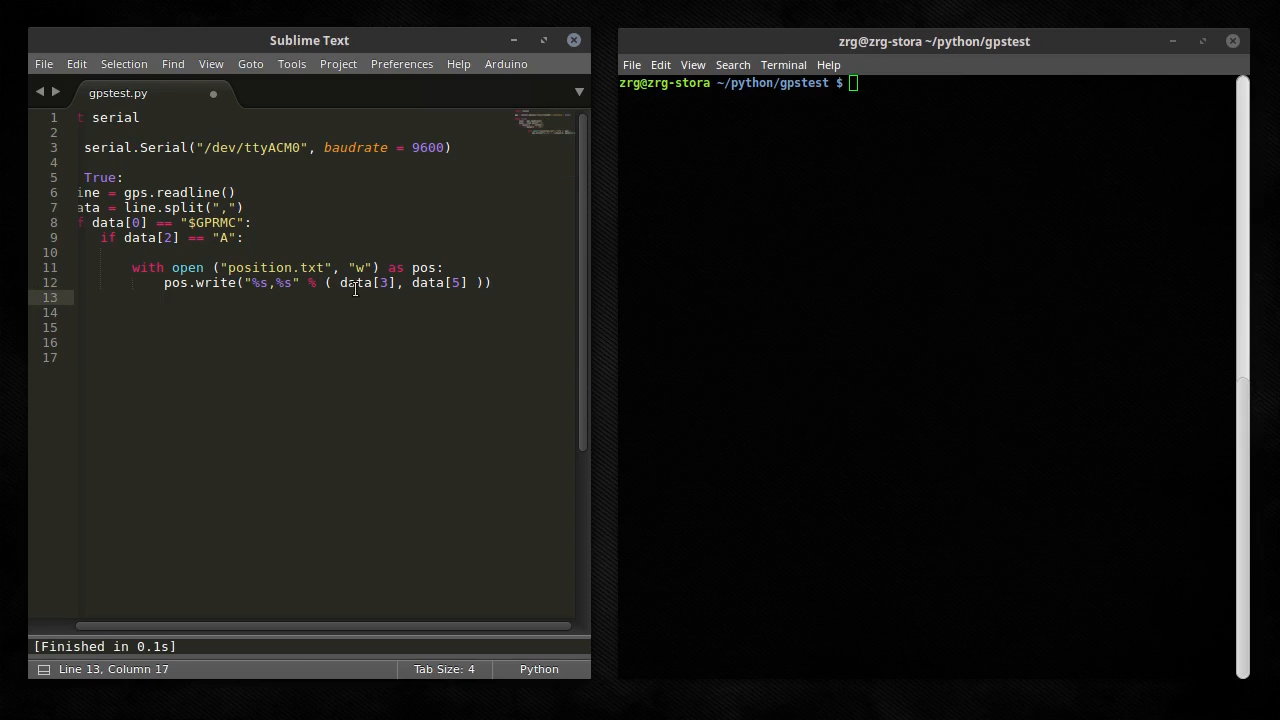 Sublime Text
File Edit Selection Find View Goto Tools Project Preferences Help Arduino
gpstest.py
1 t serial
2
3 serial.Serial("/dev/ttyACM0", baudrate = 9600)
4
5 True:
6 ine = gps.readline()
7 ata = line.split(",")
8 f data[0] == "$GPRMC":
9 if data[2] == "A":
10
11 with open ("position.txt", "w") as pos:
12 pos.write("%s,%s" % ( data[3], data[5] ))
13
14
15
16
17
[Finished in 0.1s]
Line 13, Column 17 Tab Size: 4 Python
zrg@zrg-stora ~/python/gpstest
File Edit View Search Terminal Help
zrg@zrg-stora ~/python/gpstest $